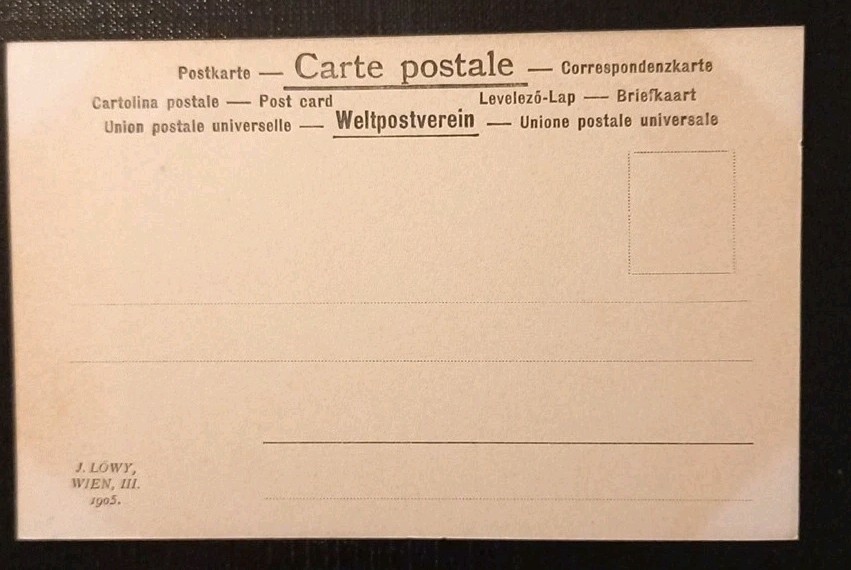 Postkarte — Carte postale — Correspondenzkarte
Cartolina postale — Post card Levelező-Lap — Briefkaart
Union postale universelle — Weltpostverein — Unione postale universale
J. LÖWY,
WIEN, III.
1905.